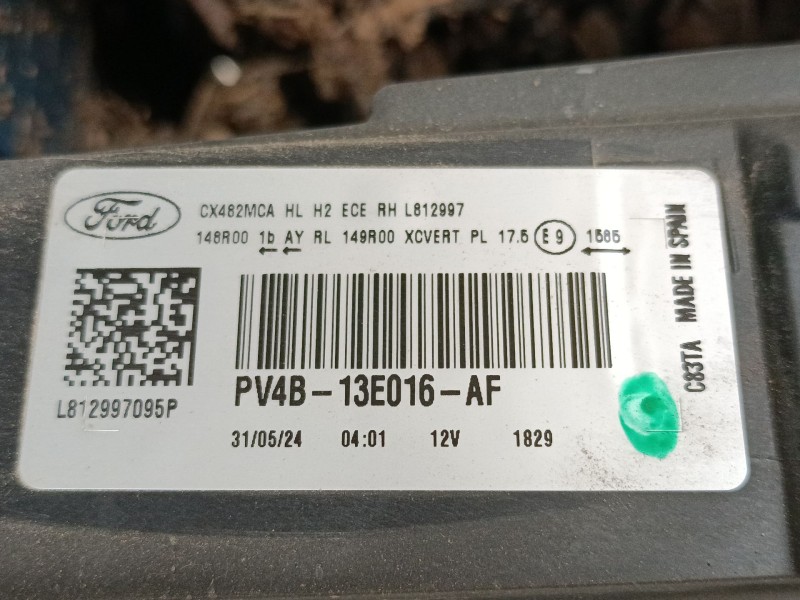 Ford
CX482MCA HL H2 ECE RH L812997
148R00 1b AY RL 149R00 XCVERT PL 17.5 E9 1585
L812997095P
PV4B-13E016-AF
31/05/24 04:01 12V 1829
C83TA MADE IN SPAIN